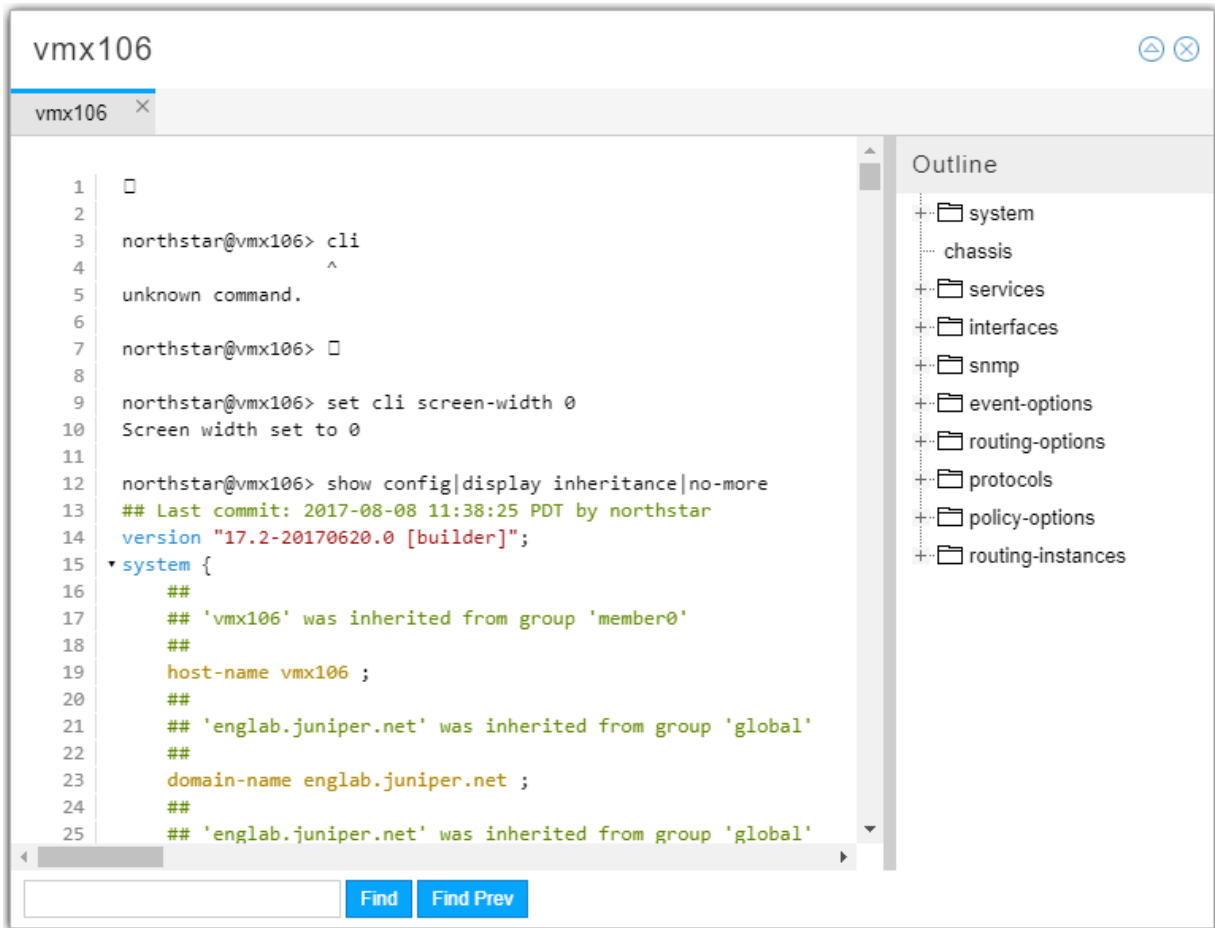 vmx106
vmx106
1 □
2
3 northstar@vmx106> cli
4 ^
5 unknown command.
6
7 northstar@vmx106> □
8
9 northstar@vmx106> set cli screen-width 0
10 Screen width set to 0
11
12 northstar@vmx106> show config|display inheritance|no-more
13 ## Last commit: 2017-08-08 11:38:25 PDT by northstar
14 version "17.2-20170620.0 [builder]";
15 system {
16 ##
17 ## 'vmx106' was inherited from group 'member0'
18 ##
19 host-name vmx106 ;
20 ##
21 ## 'englab.juniper.net' was inherited from group 'global'
22 ##
23 domain-name englab.juniper.net ;
24 ##
25 ## 'englab.juniper.net' was inherited from group 'global'
Find
Find Prev
Outline
system
chassis
services
interfaces
snmp
event-options
routing-options
protocols
policy-options
routing-instances